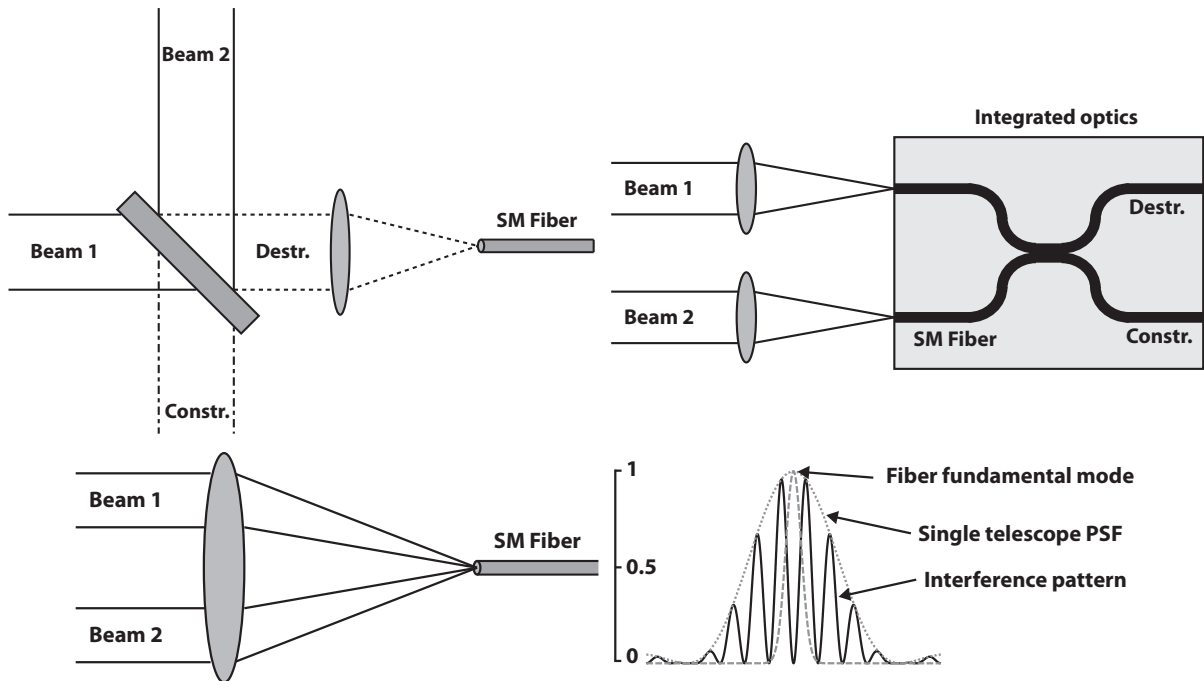 Beam 2
Beam 1
Destr.
SM Fiber
Constr.
Integrated optics
Beam 1
Destr.
Beam 2
SM Fiber
Constr.
Beam 1
SM Fiber
Beam 2
1
Fiber fundamental mode
Single telescope PSF
0.5
Interference pattern
0